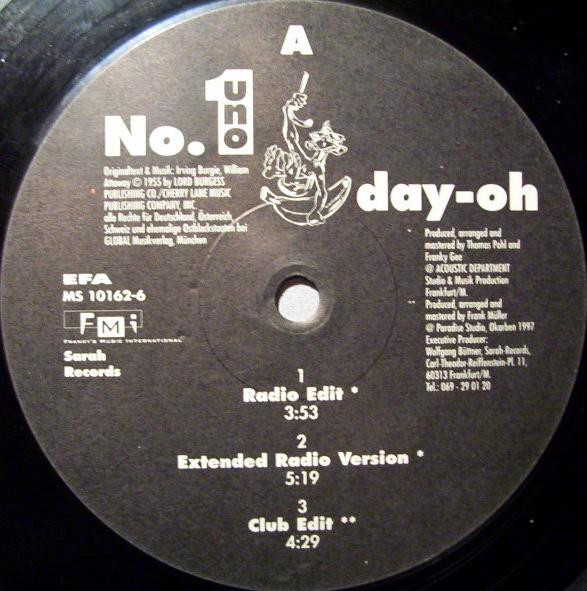 A
No. 1
uno
day-oh
Originaltext & Musik: Irving Burgie, William
Attaway © 1955 by LORD BURGESS
PUBLISHING CO./CHERRY LANE MUSIC
PUBLISHING COMPANY, INC
alle Rechte für Deutschland, Österreich,
Schweiz und ehemalige Ostblockstaaten bei
GLOBAL Musikverlag, München
EFA
MS 10162-6
FMi
FRANKY'S MUSIC INTERNATIONAL
Sarah
Records
Produced, arranged and
mastered by Thomas Pohl and
Franky Gee
@ ACOUSTIC DEPARTMENT
Studio & Musik Production
Frankfurt/M.
Produced, arranged and
mastered by Frank Müller
@ Paradise Studio, Okarben 1997
Executive Producer:
Wolfgang Büttner, Sarah-Records,
Carl-Theodor-Reiffenstein-Pl. 11,
60313 Frankfurt/M.
Tel.: 069 - 29 01 20
1
Radio Edit *
3:53
2
Extended Radio Version *
5:19
3
Club Edit **
4:29